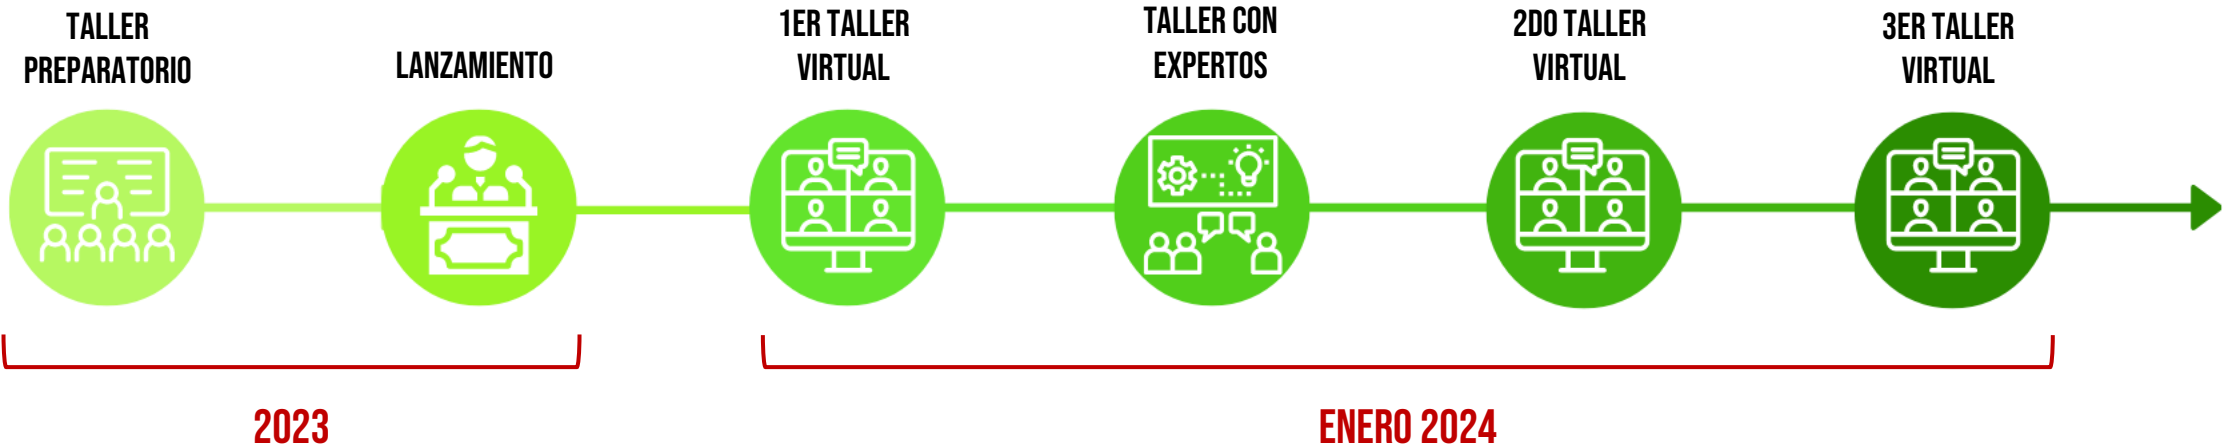 TALLER
PREPARATORIO
LANZAMIENTO
1ER TALLER
VIRTUAL
TALLER CON
EXPERTOS
2DO TALLER
VIRTUAL
3ER TALLER
VIRTUAL
2023
ENERO 2024